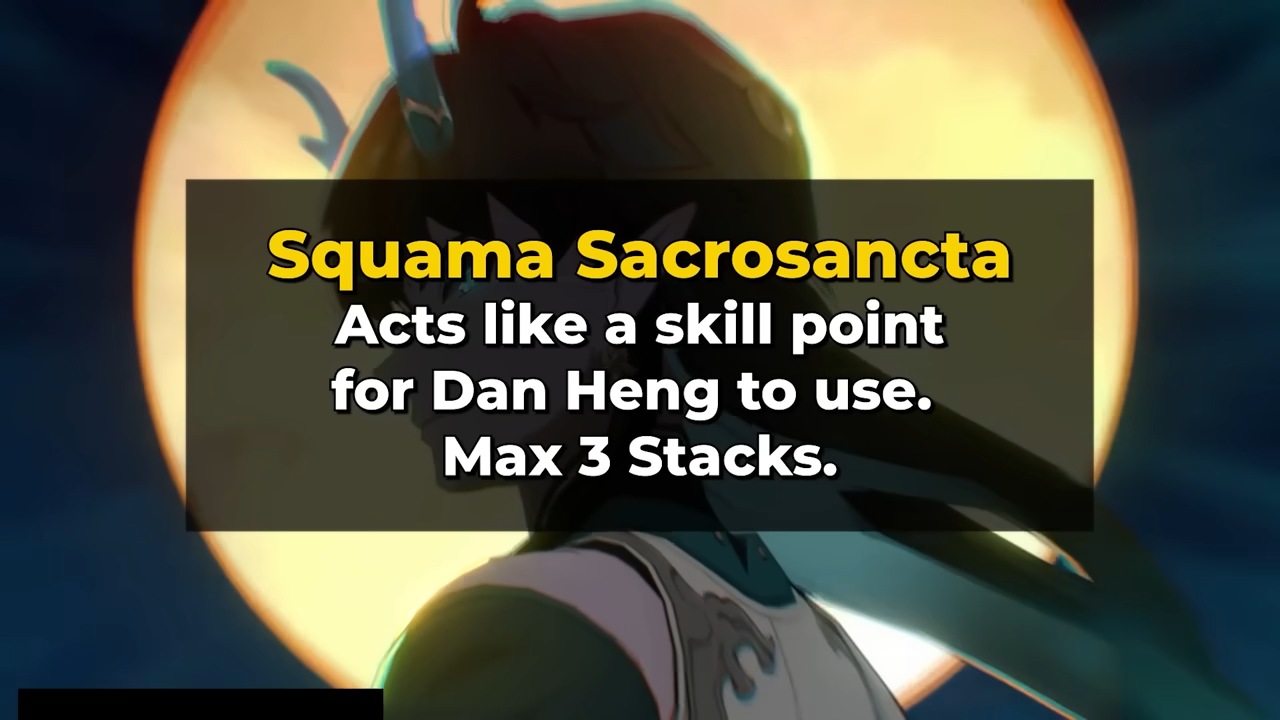 Squama Sacrosancta
Acts like a skill point
for Dan Heng to use.
Max 3 Stacks.